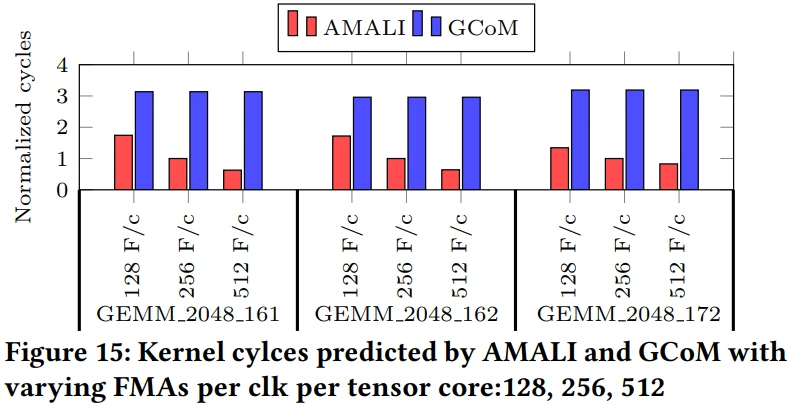 AMALI GCoM
Normalized cycles
4
3
2
1
0
128 F/c 256 F/c 512 F/c 128 F/c 256 F/c 512 F/c 128 F/c 256 F/c 512 F/c
GEMM_2048_161 GEMM_2048_162 GEMM_2048_172
Figure 15: Kernel cylces predicted by AMALI and GCoM with
varying FMAs per clk per tensor core:128, 256, 512